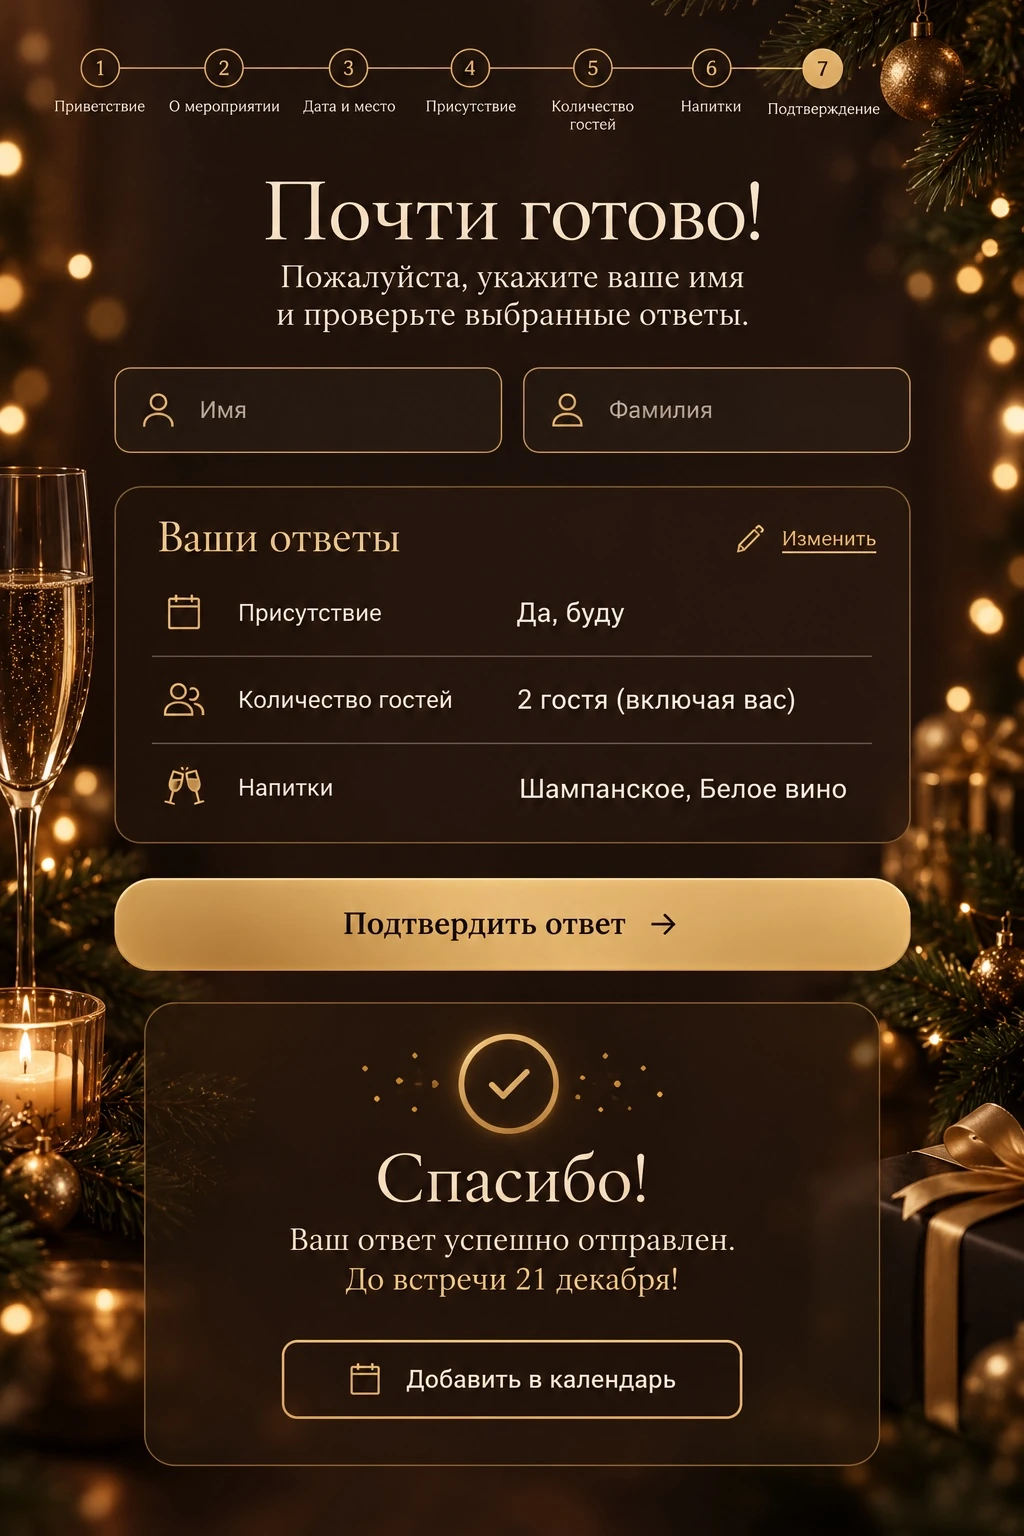 1 2 3 4 5 6 7
Приветствие О мероприятии Дата и место Присутствие Количество гостей Напитки Подтверждение
Почти готово!
Пожалуйста, укажите ваше имя
и проверьте выбранные ответы.
Имя Фамилия
Ваши ответы Изменить
Присутствие Да, буду
Количество гостей 2 гостя (включая вас)
Напитки Шампанское, Белое вино
Подтвердить ответ →
Спасибо!
Ваш ответ успешно отправлен.
До встречи 21 декабря!
Добавить в календарь